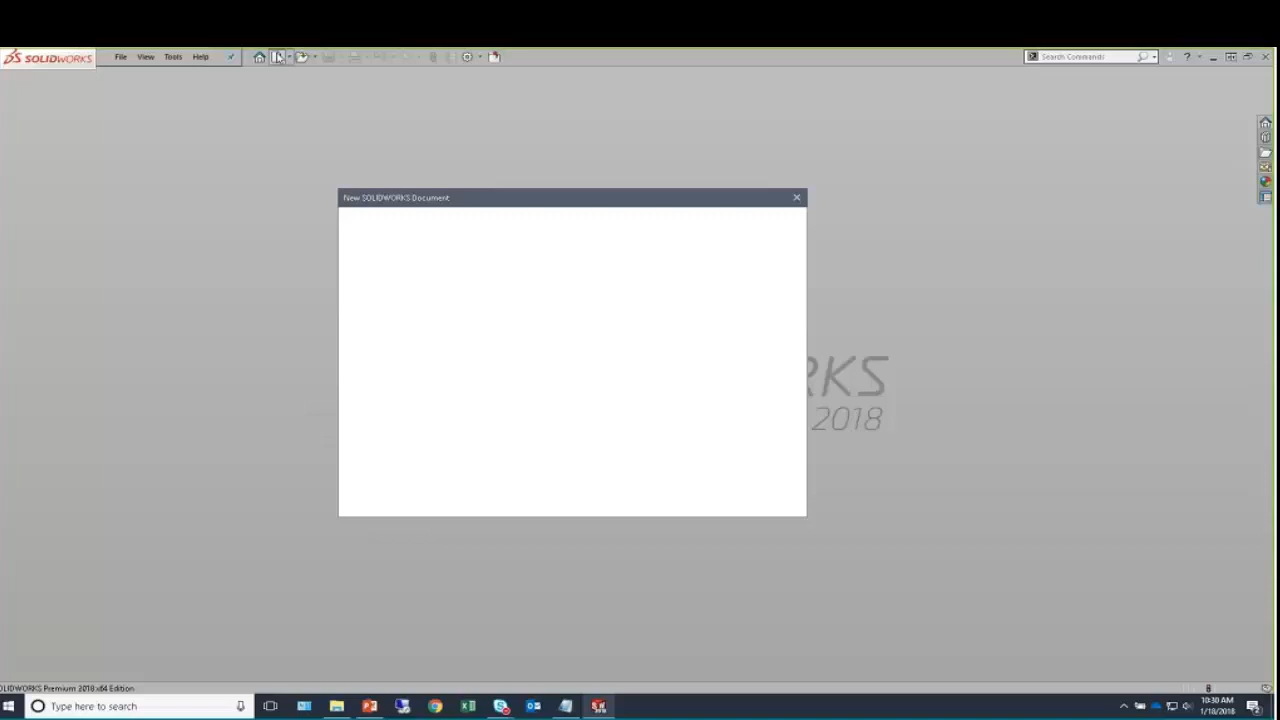 SOLIDWORKS File View Tools Help Search Commands ?
New SOLIDWORKS Document
RKS
2018
OLIDWORKS Premium 2018 x64 Edition
Type here to search
10:30 AM
1/18/2018